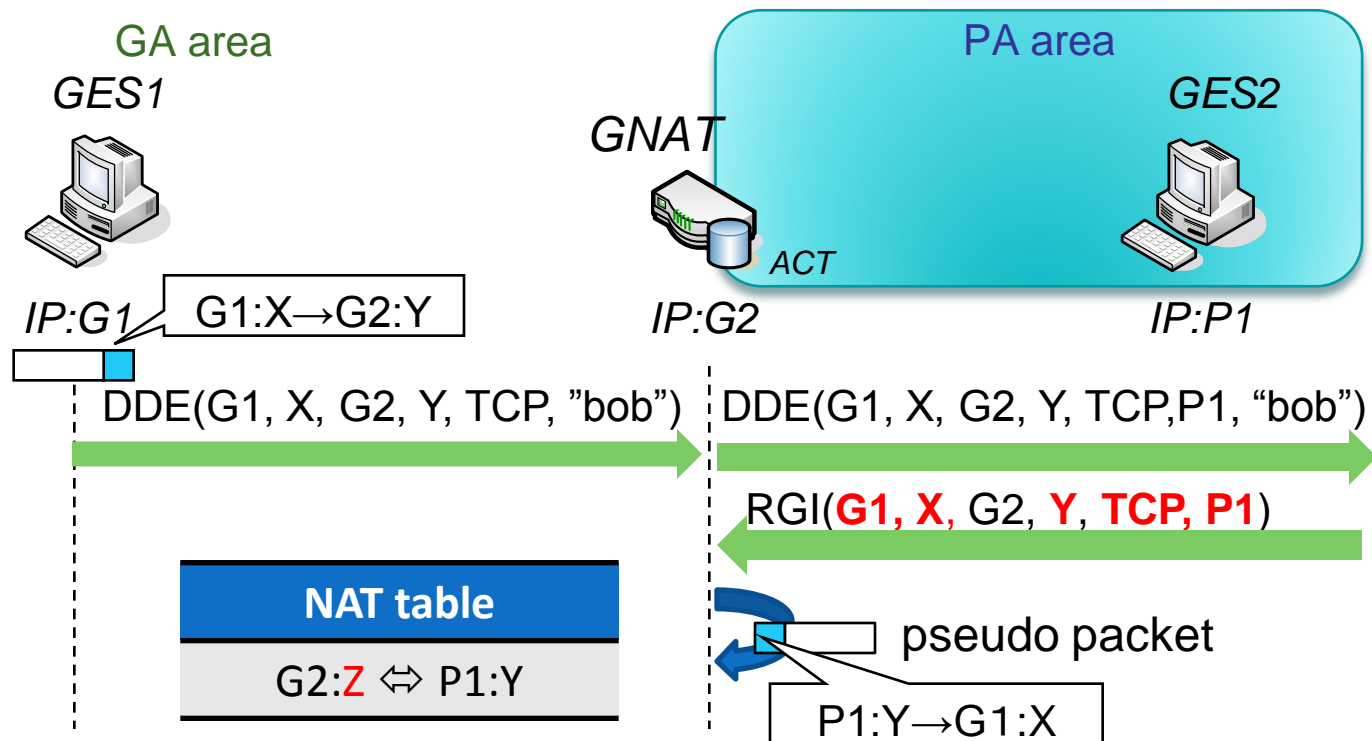 GA area
PA area
GES1
GES2
GNAT
ACT
IP:G1
G1:X→G2:Y
IP:G2
IP:P1
DDE(G1, X, G2, Y, TCP, ”bob”)
DDE(G1, X, G2, Y, TCP,P1, “bob”)
RGI(G1, X, G2, Y, TCP, P1)
NAT table
G2:Z ⇔ P1:Y
pseudo packet
P1:Y→G1:X